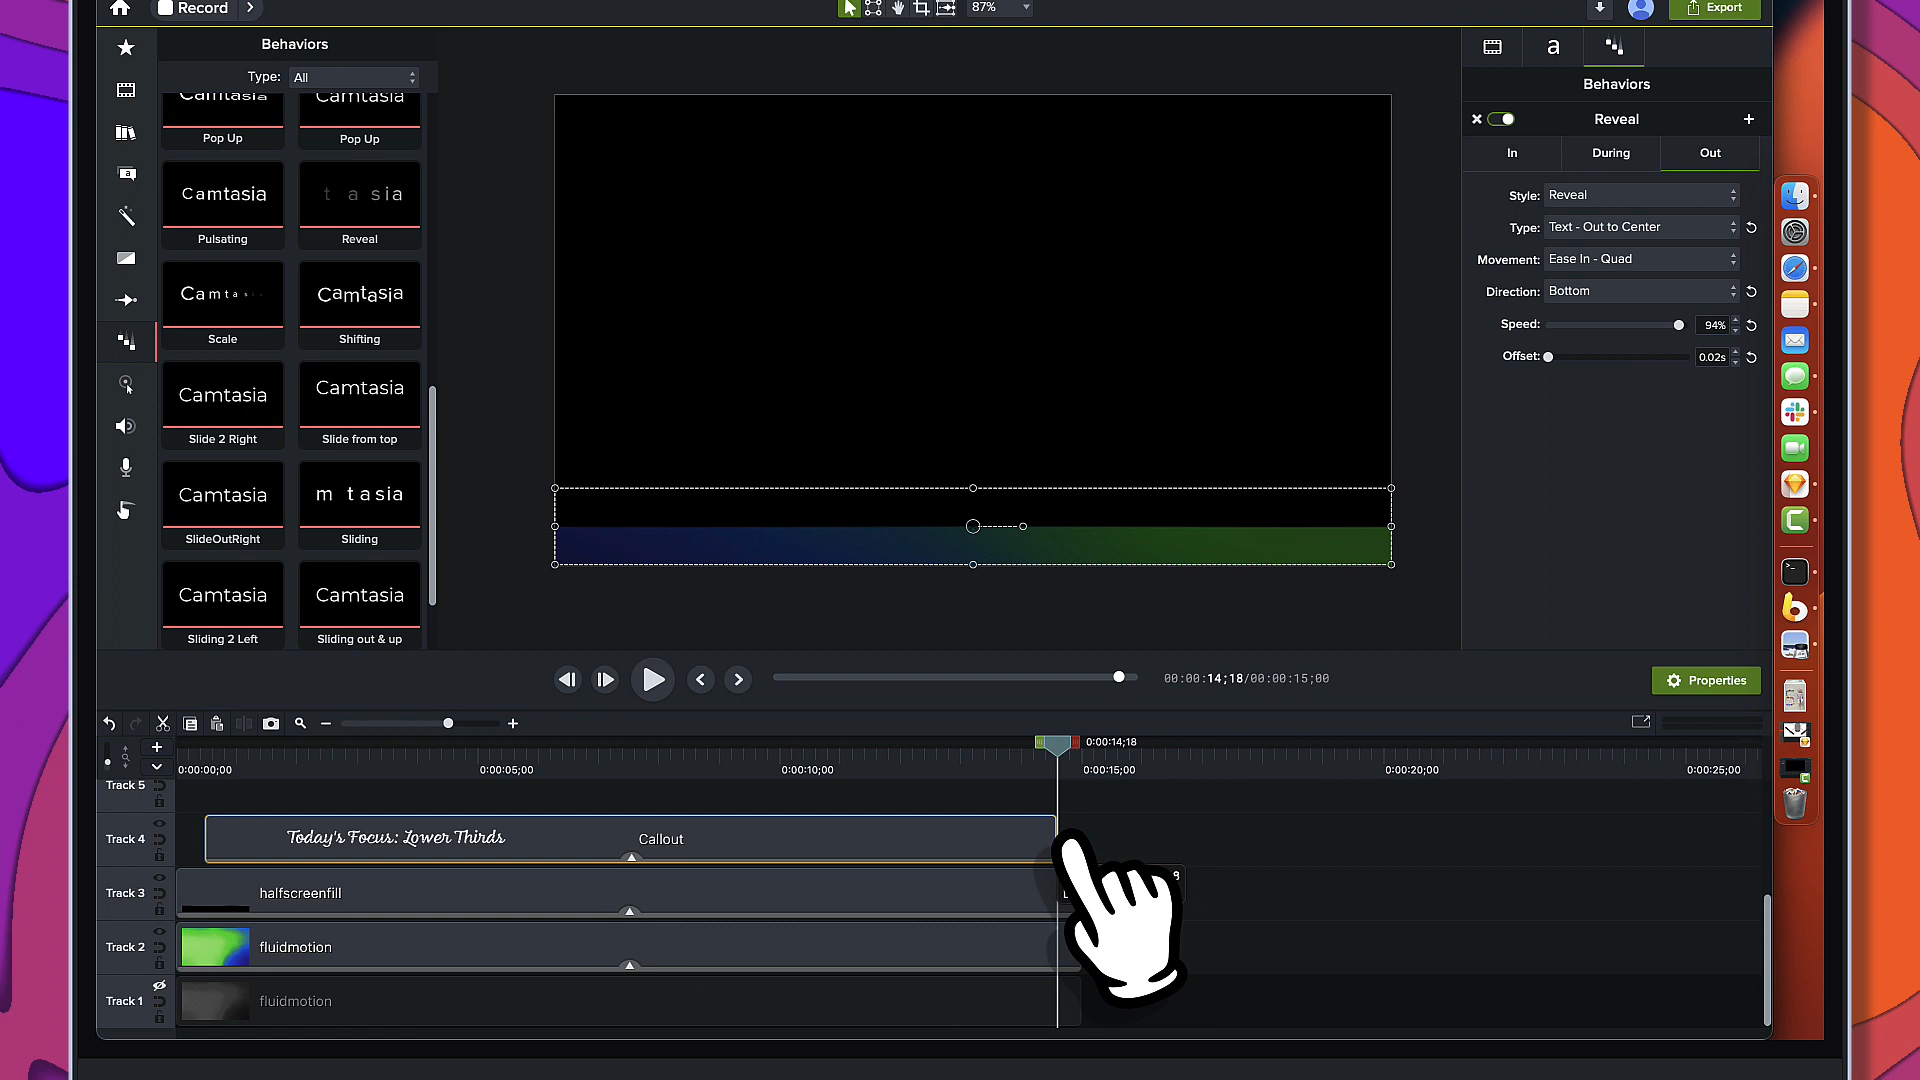 Record
87%
Export
Behaviors
Type: All
Camtasia Camtasia
Pop Up Pop Up
Camtasia t a sia
Pulsating Reveal
Camtas Camtasia
Scale Shifting
Camtasia Camtasia
Slide 2 Right Slide from top
Camtasia m tasia
SlideOutRight Sliding
Camtasia Camtasia
Sliding 2 Left Sliding out & up
a
Behaviors
Reveal
In During Out
Style: Reveal
Type: Text - Out to Center
Movement: Ease In - Quad
Direction: Bottom
Speed: 94%
Offset: 0.02s
00:00:14;18/00:00:15;00
Properties
0:00:14;18
0:00:00;00 0:00:05;00 0:00:10;00 0:00:15;00 0:00:20;00 0:00:25;00
Track 5
Track 4 Today's Focus: Lower Thirds Callout
Track 3 halfscreenfill
Track 2 fluidmotion
Track 1 fluidmotion